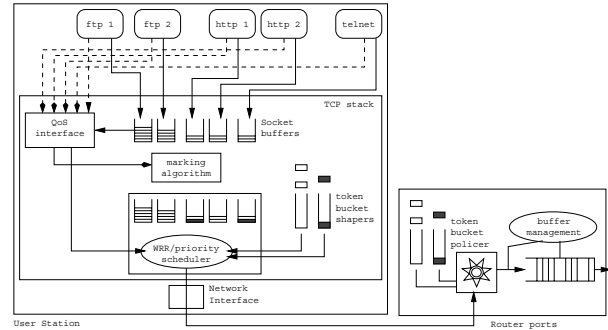 ftp 1
ftp 2
http 1
http 2
telnet
TCP stack
QoS
interface
Socket
buffers
marking
algorithm
token
bucket
shapers
WRR/priority
scheduler
Network
Interface
User Station
token
bucket
policer
buffer
management
Router ports